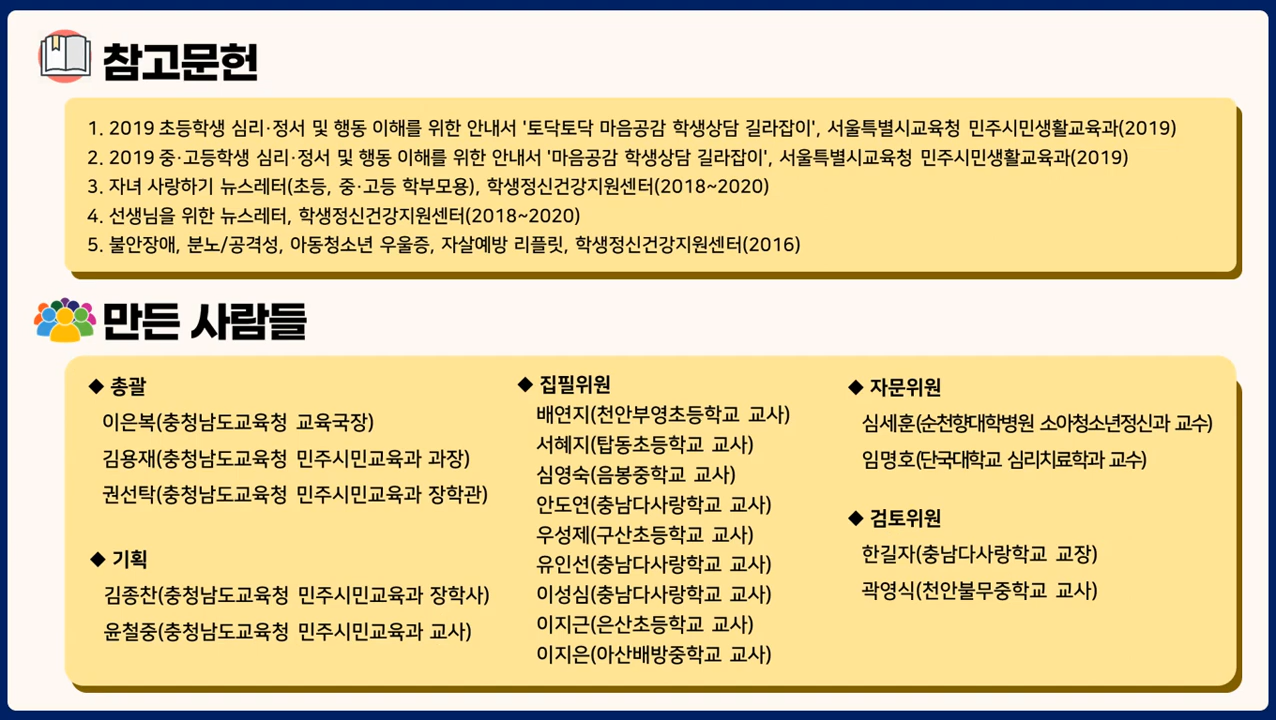 참고문헌
1. 2019 초등학생 심리·정서 및 행동 이해를 위한 안내서 '토닥토닥 마음공감 학생상담 길라잡이', 서울특별시교육청 민주시민생활교육과(2019)
2. 2019 중·고등학생 심리·정서 및 행동 이해를 위한 안내서 '마음공감 학생상담 길라잡이', 서울특별시교육청 민주시민생활교육과(2019)
3. 자녀 사랑하기 뉴스레터(초등, 중·고등 학부모용), 학생정신건강지원센터(2018~2020)
4. 선생님을 위한 뉴스레터, 학생정신건강지원센터(2018~2020)
5. 불안장애, 분노/공격성, 아동청소년 우울증, 자살예방 리플릿, 학생정신건강지원센터(2016)
만든 사람들
◆ 총괄
이은복(충청남도교육청 교육국장)
김용재(충청남도교육청 민주시민교육과 과장)
권선탁(충청남도교육청 민주시민교육과 장학관)
◆ 기획
김종찬(충청남도교육청 민주시민교육과 장학사)
윤철중(충청남도교육청 민주시민교육과 교사)
◆ 집필위원
배연지(천안부영초등학교 교사)
서혜지(탑동초등학교 교사)
심영숙(음봉중학교 교사)
안도연(충남다사랑학교 교사)
우성제(구산초등학교 교사)
유인선(충남다사랑학교 교사)
이성심(충남다사랑학교 교사)
이지근(은산초등학교 교사)
이지은(아산배방중학교 교사)
◆ 자문위원
심세훈(순천향대학병원 소아청소년정신과 교수)
임명호(단국대학교 심리치료학과 교수)
◆ 검토위원
한길자(충남다사랑학교 교장)
곽영식(천안불무중학교 교사)